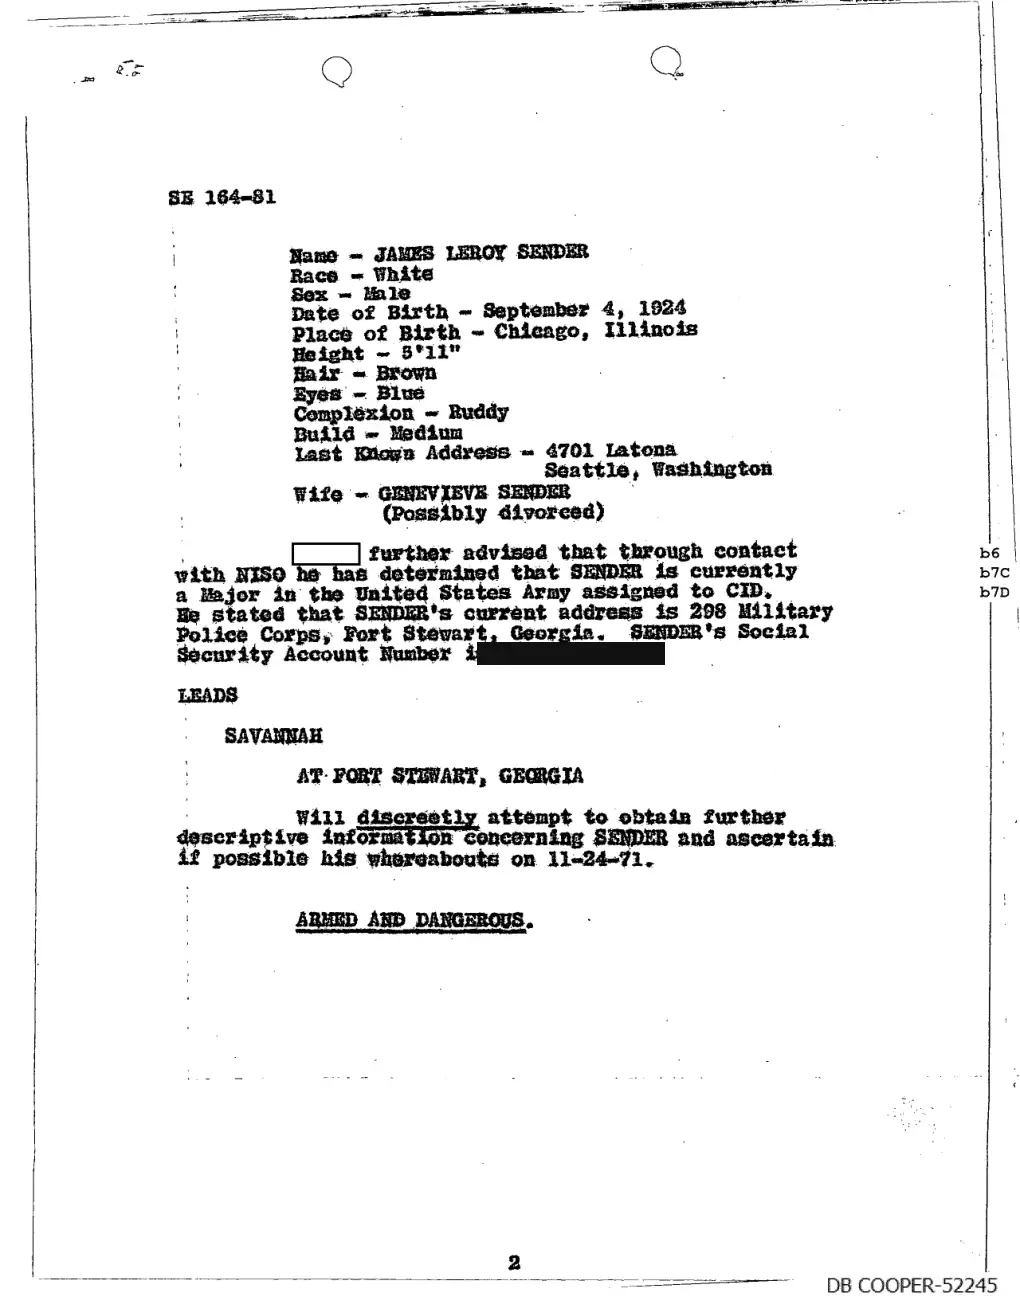 SE 164-81
Name - JAMES LEROY SENDER
Race - White
Sex - Male
Date of Birth - September 4, 1924
Place of Birth - Chicago, Illinois
Height - 5'11"
Hair - Brown
Eyes - Blue
Complexion - Ruddy
Build - Medium
Last Known Address - 4701 Latona
Seattle, Washington
Wife - GENEVIEVE SENDER
(Possibly divorced)
further advised that through contact
with NISO he has determined that SENDER is currently
a Major in the United States Army assigned to CID.
He stated that SENDER's current address is 298 Military
Police Corps, Fort Stewart, Georgia. SENDER's Social
Security Account Number
b6
b7C
b7D
LEADS
SAVANNAH
AT FORT STEWART, GEORGIA
Will discreetly attempt to obtain further
descriptive information concerning SENDER and ascertain
if possible his whereabouts on 11-24-71.
ARMED AND DANGEROUS.
2
DB COOPER-52245